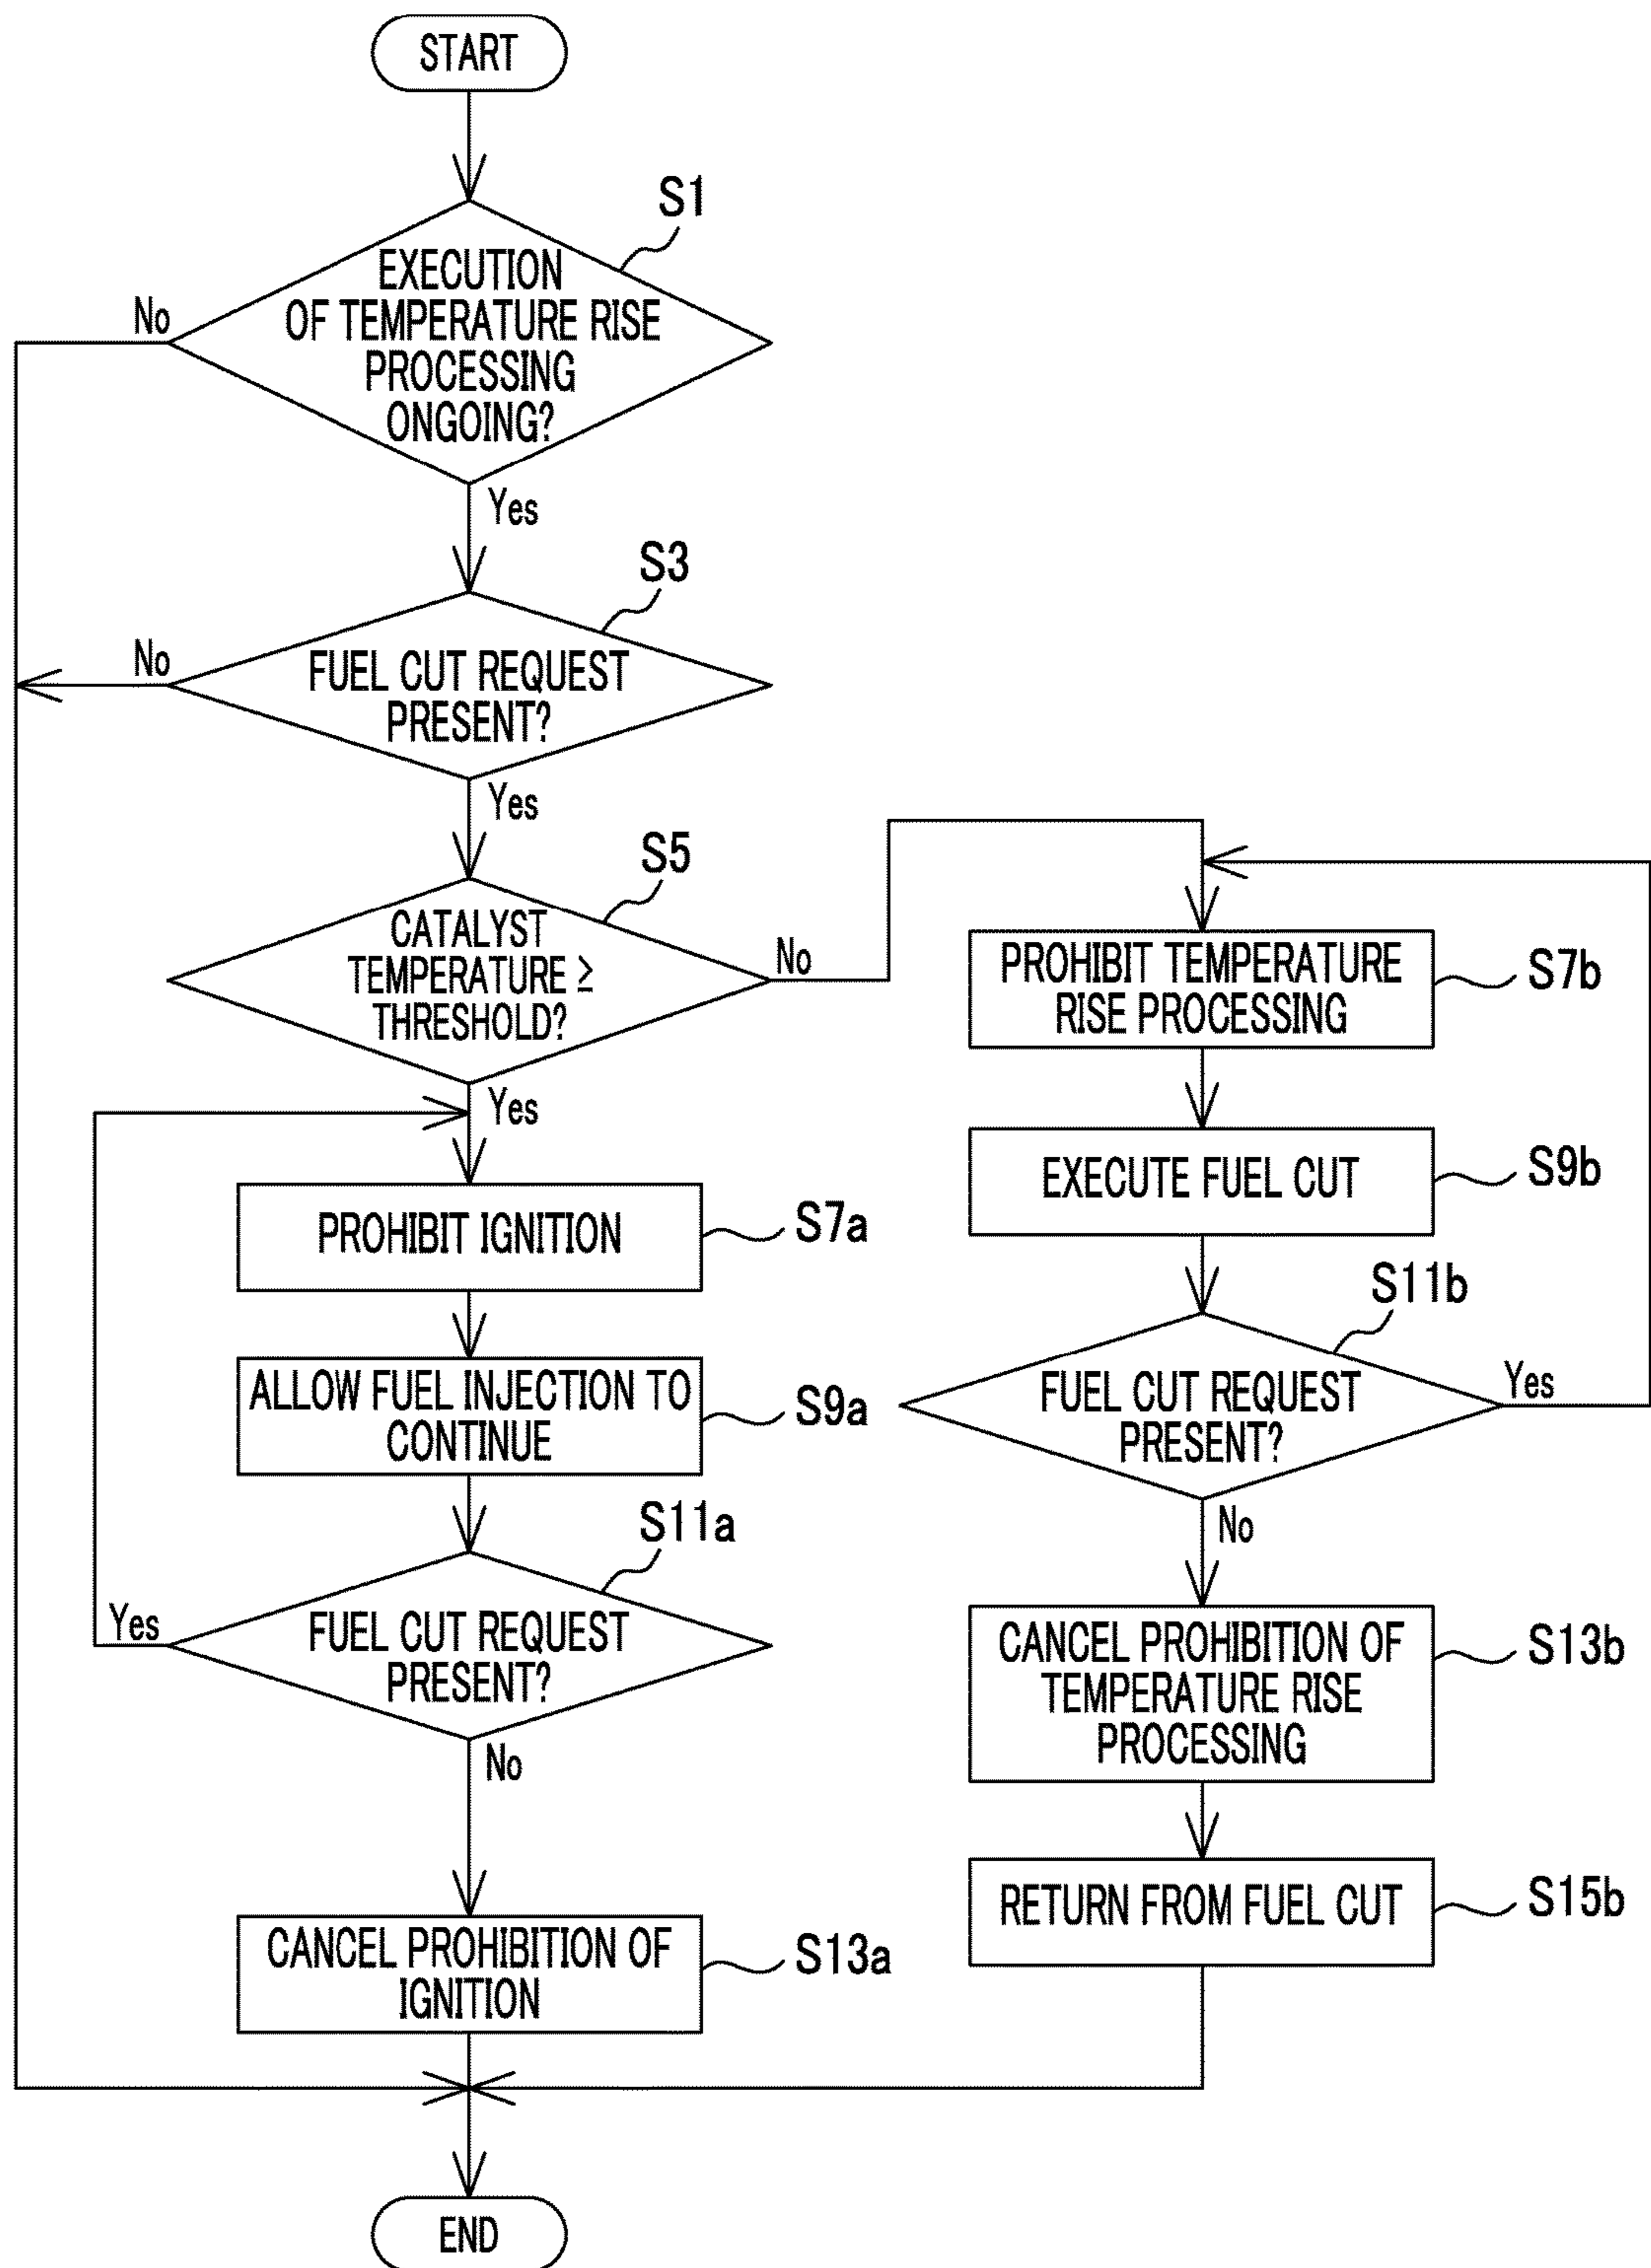 START
S1
EXECUTION
OF TEMPERATURE RISE
PROCESSING
ONGOING?
No
Yes
S3
FUEL CUT REQUEST
PRESENT?
No
Yes
S5
CATALYST
TEMPERATURE ≥
THRESHOLD?
No
Yes
PROHIBIT IGNITION
S7a
ALLOW FUEL INJECTION TO
CONTINUE
S9a
S11a
FUEL CUT REQUEST
PRESENT?
Yes
No
CANCEL PROHIBITION OF
IGNITION
S13a
PROHIBIT TEMPERATURE
RISE PROCESSING
S7b
EXECUTE FUEL CUT
S9b
S11b
FUEL CUT REQUEST
PRESENT?
Yes
No
CANCEL PROHIBITION OF
TEMPERATURE RISE
PROCESSING
S13b
RETURN FROM FUEL CUT
S15b
END